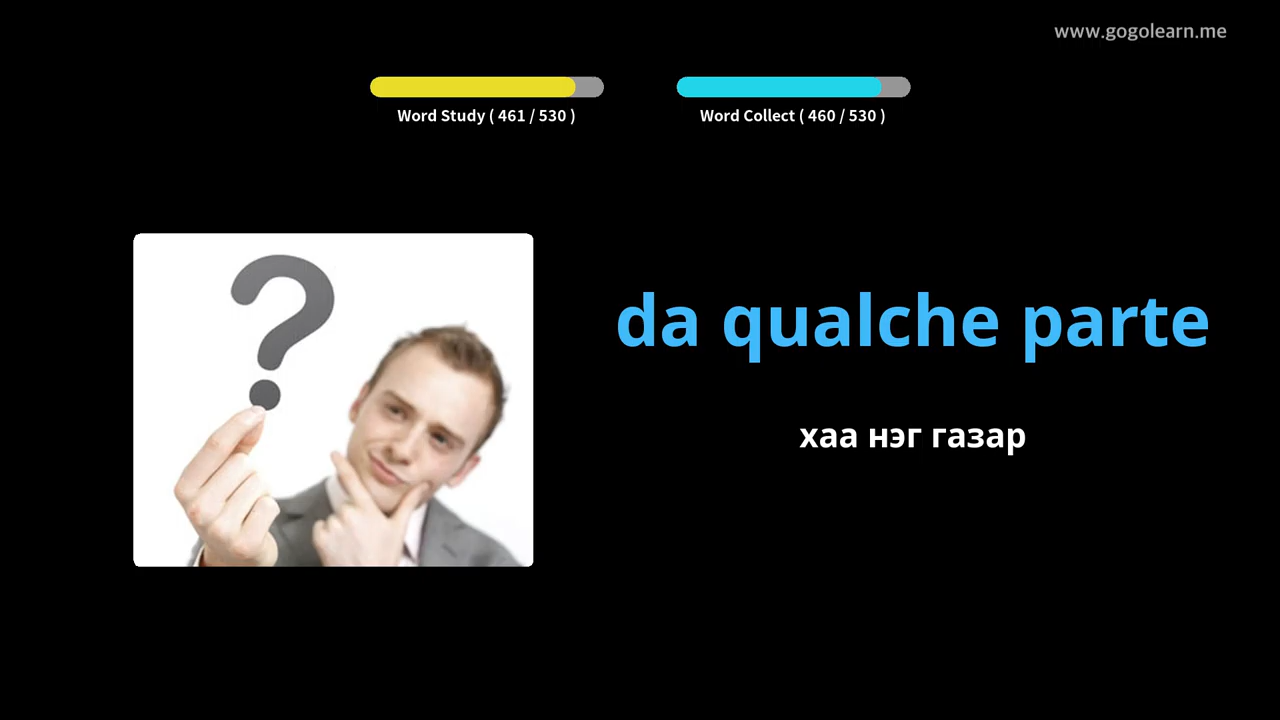 www.gogolearn.me
Word Study ( 461 / 530 )
Word Collect ( 460 / 530 )
da qualche parte
хаа нэг газар